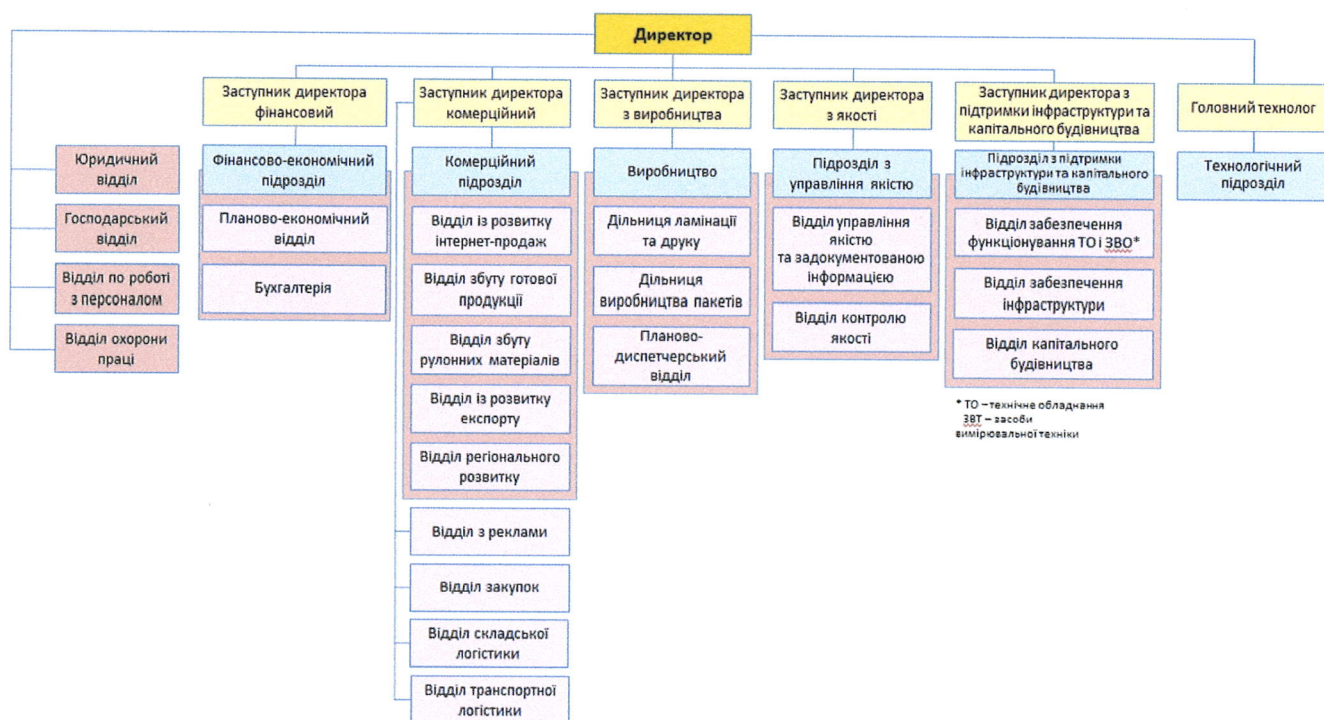 Директор
Заступник директора
фінансовий
Заступник директора
комерційний
Заступник директора
з виробництва
Заступник директора
з якості
Заступник директора з
підтримки інфраструктури та
капітального будівництва
Головний технолог
Юридичний
відділ
Господарський
відділ
Відділ по роботі
з персоналом
Відділ охорони
праці
Фінансово-економічний
підрозділ
Планово-економічний
відділ
Бухгалтерія
Комерційний
підрозділ
Відділ із розвитку
інтернет-продаж
Відділ збуту готової
продукції
Відділ збуту
рулонних матеріалів
Відділ із розвитку
експорту
Відділ регіонального
розвитку
Відділ з реклами
Відділ закупок
Відділ складської
логістики
Відділ транспортної
логістики
Виробництво
Дільниця ламінації
та друку
Дільниця
виробництва пакетів
Планово-
диспетчерський
відділ
Підрозділ з
управління якістю
Відділ управління
якістю
та задокументованою
інформацією
Відділ контролю
якості
Підрозділ з підтримки
інфраструктури та капітального
будівництва
Відділ забезпечення
функціонування ТО і ЗВО*
Відділ забезпечення
інфраструктури
Відділ капітального
будівництва
* ТО – технічне обладнання
ЗВТ – засоби
вимірювальної техніки
Технологічний
підрозділ